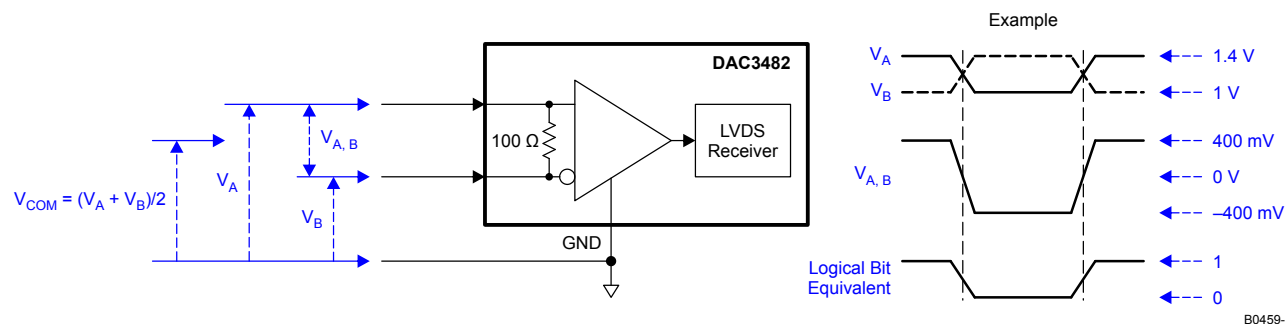 Example
DAC3482
100 Ω
LVDS
Receiver
GND
V_A, B
V_A
V_B
V_COM = (V_A + V_B)/2
V_A
V_B
1.4 V
1 V
V_A, B
400 mV
0 V
–400 mV
Logical Bit
Equivalent
1
0
B0459-